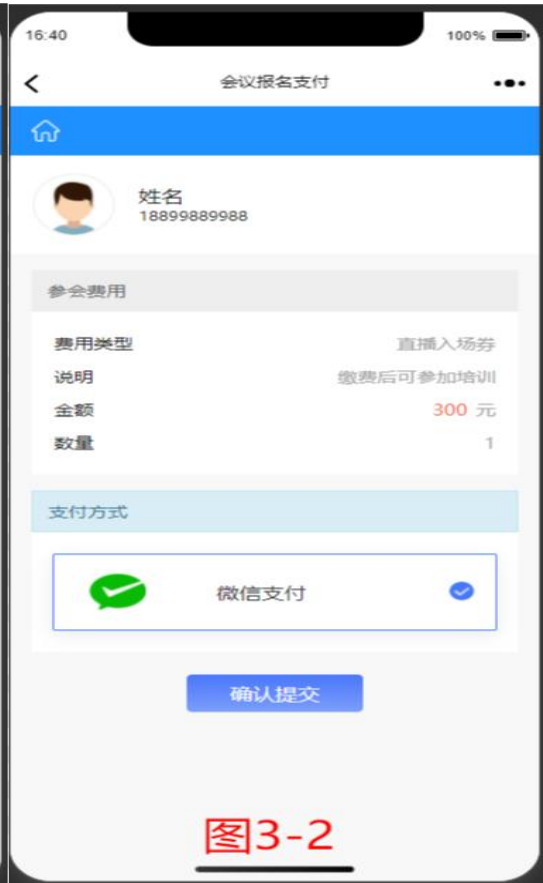 16:40 100%
会议报名支付
姓名
18899889988
参会费用
费用类型 直播入场券
说明 缴费后可参加培训
金额 300 元
数量 1
支付方式
微信支付
确认提交
图3-2